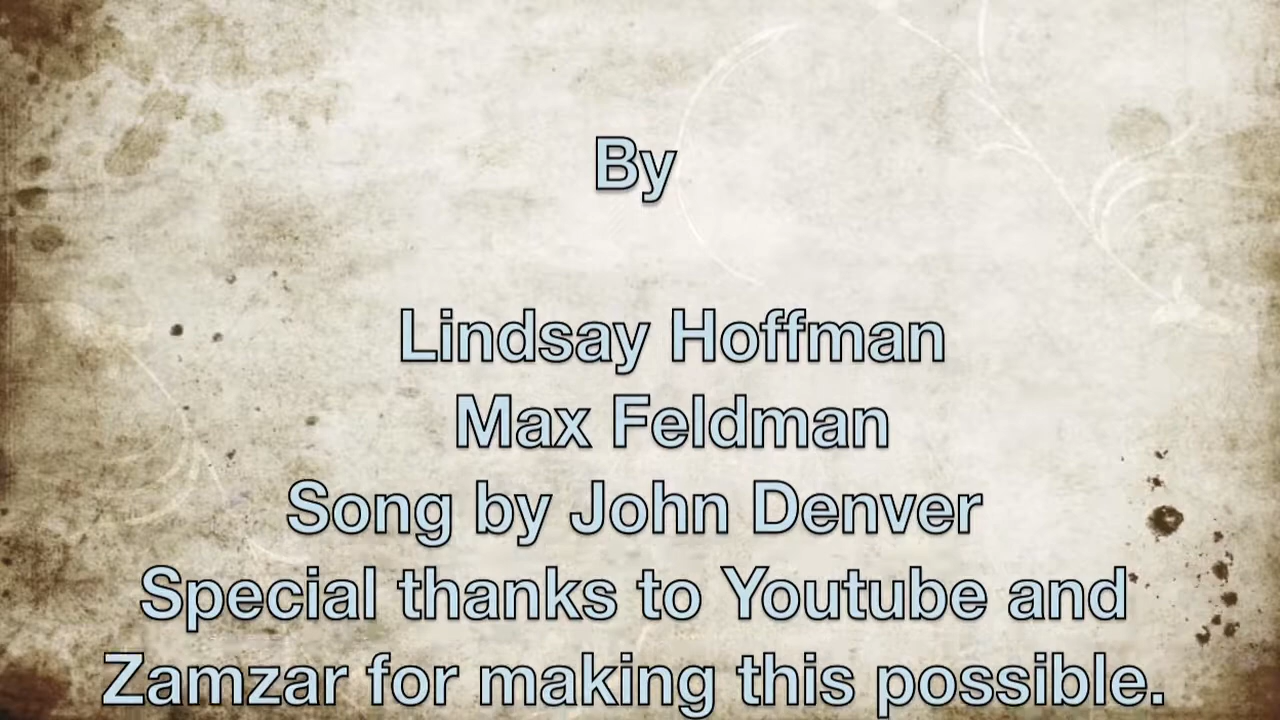 By
Lindsay Hoffman
Max Feldman
Song by John Denver
Special thanks to Youtube and
Zamzar for making this possible.